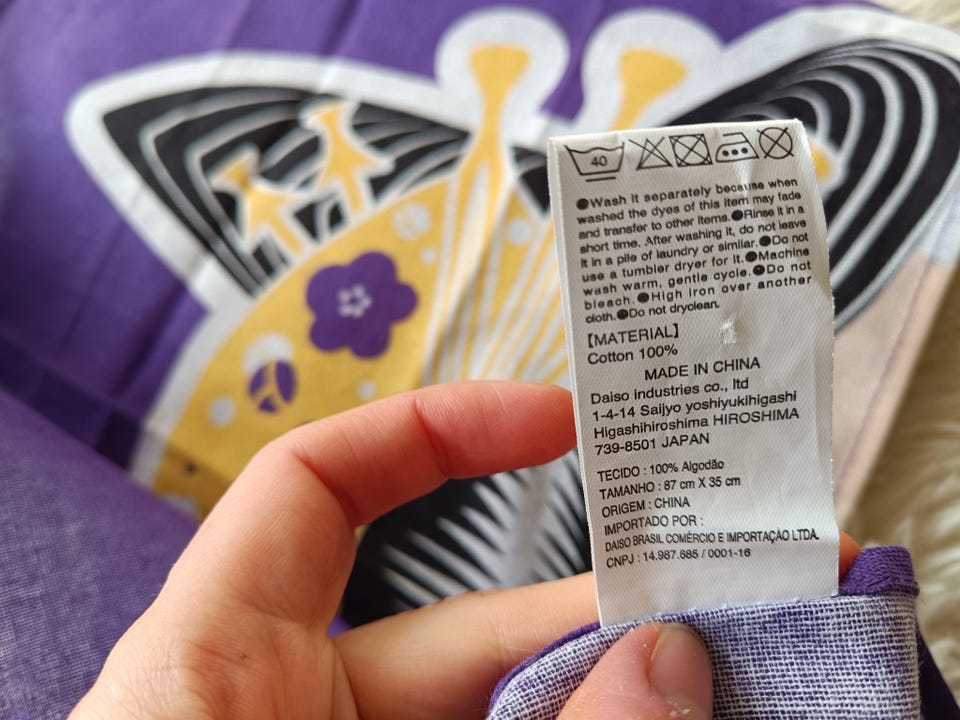 40
●Wash it separately because when
washed the dyes of this item may fade
and transfer to other items.●Rinse it in a
short time. After washing it, do not leave
it in a pile of laundry or similar.●Do not
use a tumbler dryer for it.●Machine
wash warm, gentle cycle.●Do not
bleach.●High iron over another
cloth.●Do not dryclean.
【MATERIAL】
Cotton 100%
MADE IN CHINA
Daiso industries co., ltd
1-4-14 Saijyo yoshiyukihigashi
Higashihiroshima HIROSHIMA
739-8501 JAPAN
TECIDO : 100% Algodão
TAMANHO : 87 cm X 35 cm
ORIGEM : CHINA
IMPORTADO POR :
DAISO BRASIL COMÉRCIO E IMPORTAÇÃO LTDA.
CNPJ : 14.987.685 / 0001-16